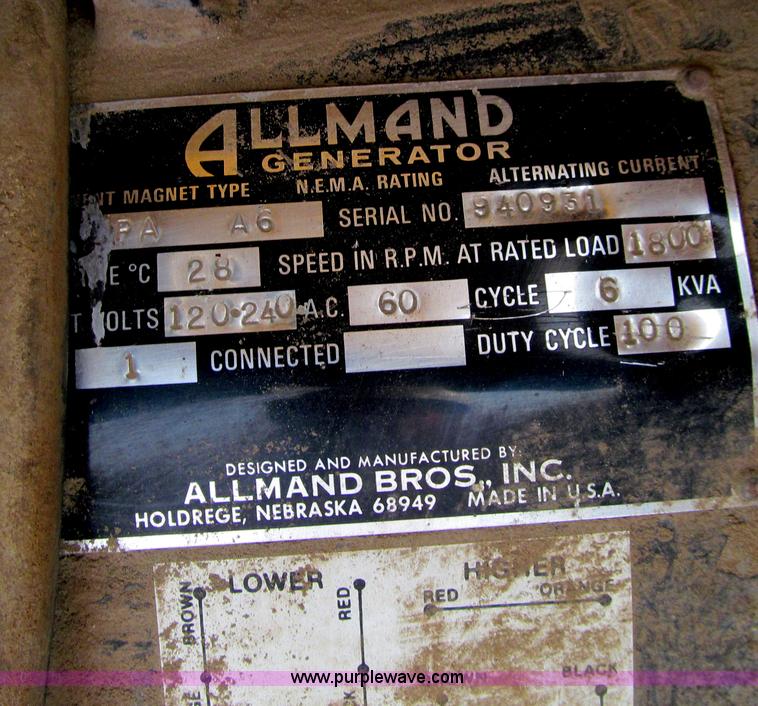 ALLMAND
GENERATOR
MAGNET TYPE N.E.M.A. RATING ALTERNATING CURRENT
PA A6 SERIAL NO. 940931
°C 28 SPEED IN R.P.M. AT RATED LOAD 1800
VOLTS 120·240 A.C. 60 CYCLE 6 KVA
1 CONNECTED DUTY CYCLE 100
DESIGNED AND MANUFACTURED BY:
ALLMAND BROS., INC.
HOLDREGE, NEBRASKA 68949 MADE IN U.S.A.
LOWER HIGHER
BROWN RED RED ORANGE
BLACK
www.purplewave.com